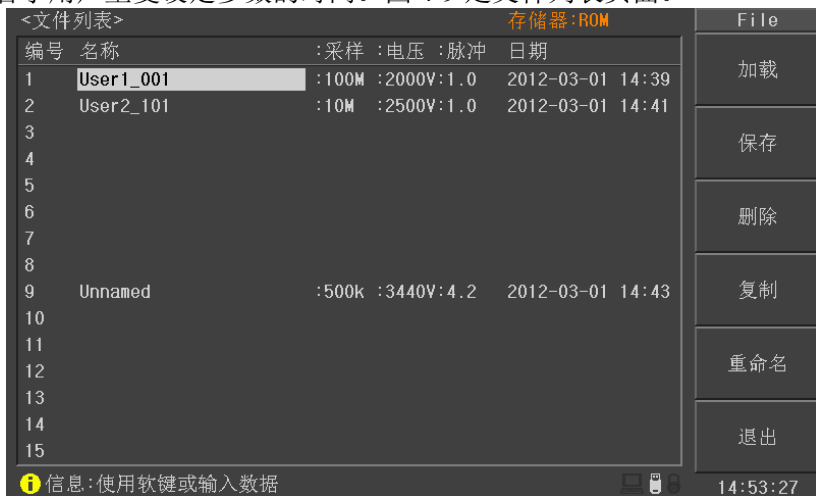 <文件列表> 存储器:ROM File
编号 名称 :采样 :电压 :脉冲 日期
1 User1_001 :100M :2000V:1.0 2012-03-01 14:39
加载
2 User2_101 :10M :2500V:1.0 2012-03-01 14:41
3
保存
4
5
6
删除
7
8
9 Unnamed :500k :3440V:4.2 2012-03-01 14:43
复制
10
11
12
重命名
13
14
退出
15
信息:使用软键或输入数据 14:53:27